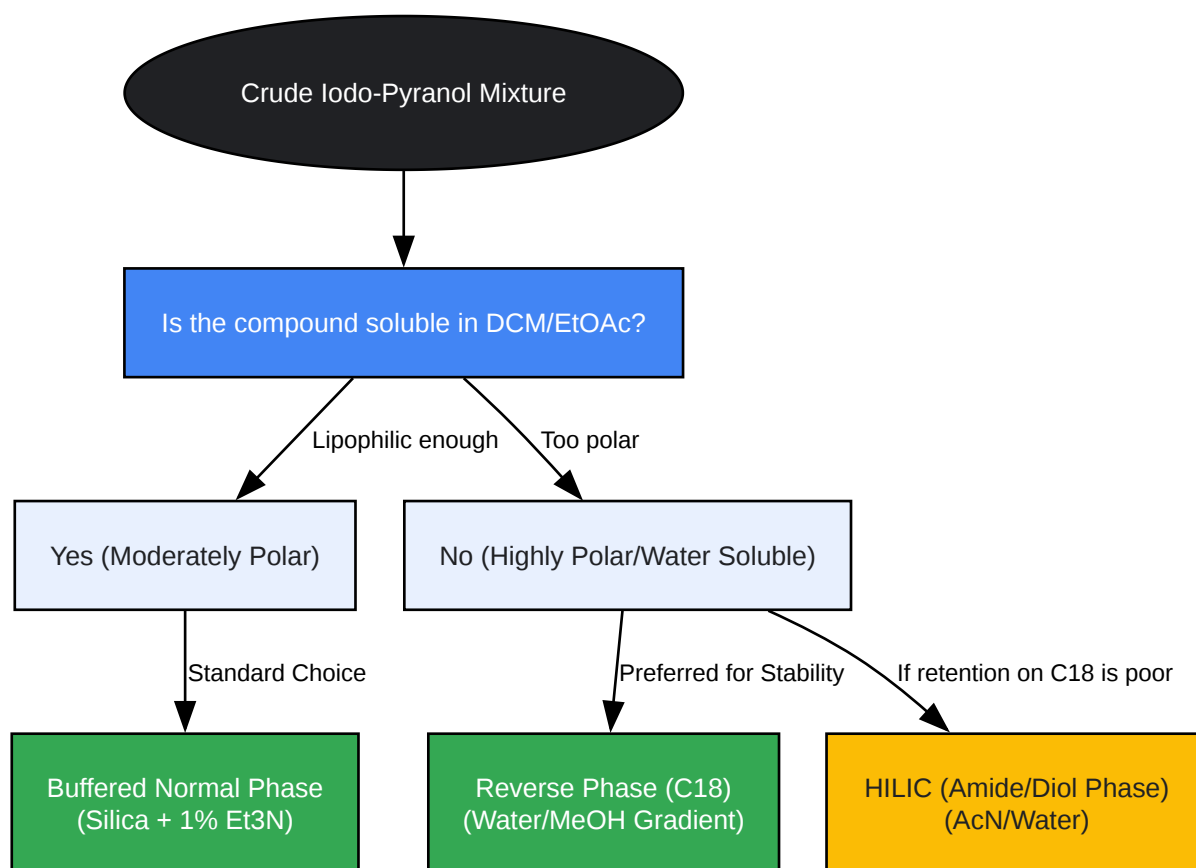 Crude Iodo-Pyranol Mixture
Is the compound soluble in DCM/EtOAc?
Lipophilic enough
Too polar
Yes (Moderately Polar)
No (Highly Polar/Water Soluble)
Standard Choice
Preferred for Stability
If retention on C18 is poor
Buffered Normal Phase
(Silica + 1% Et3N)
Reverse Phase (C18)
(Water/MeOH Gradient)
HILIC (Amide/Diol Phase)
(AcN/Water)